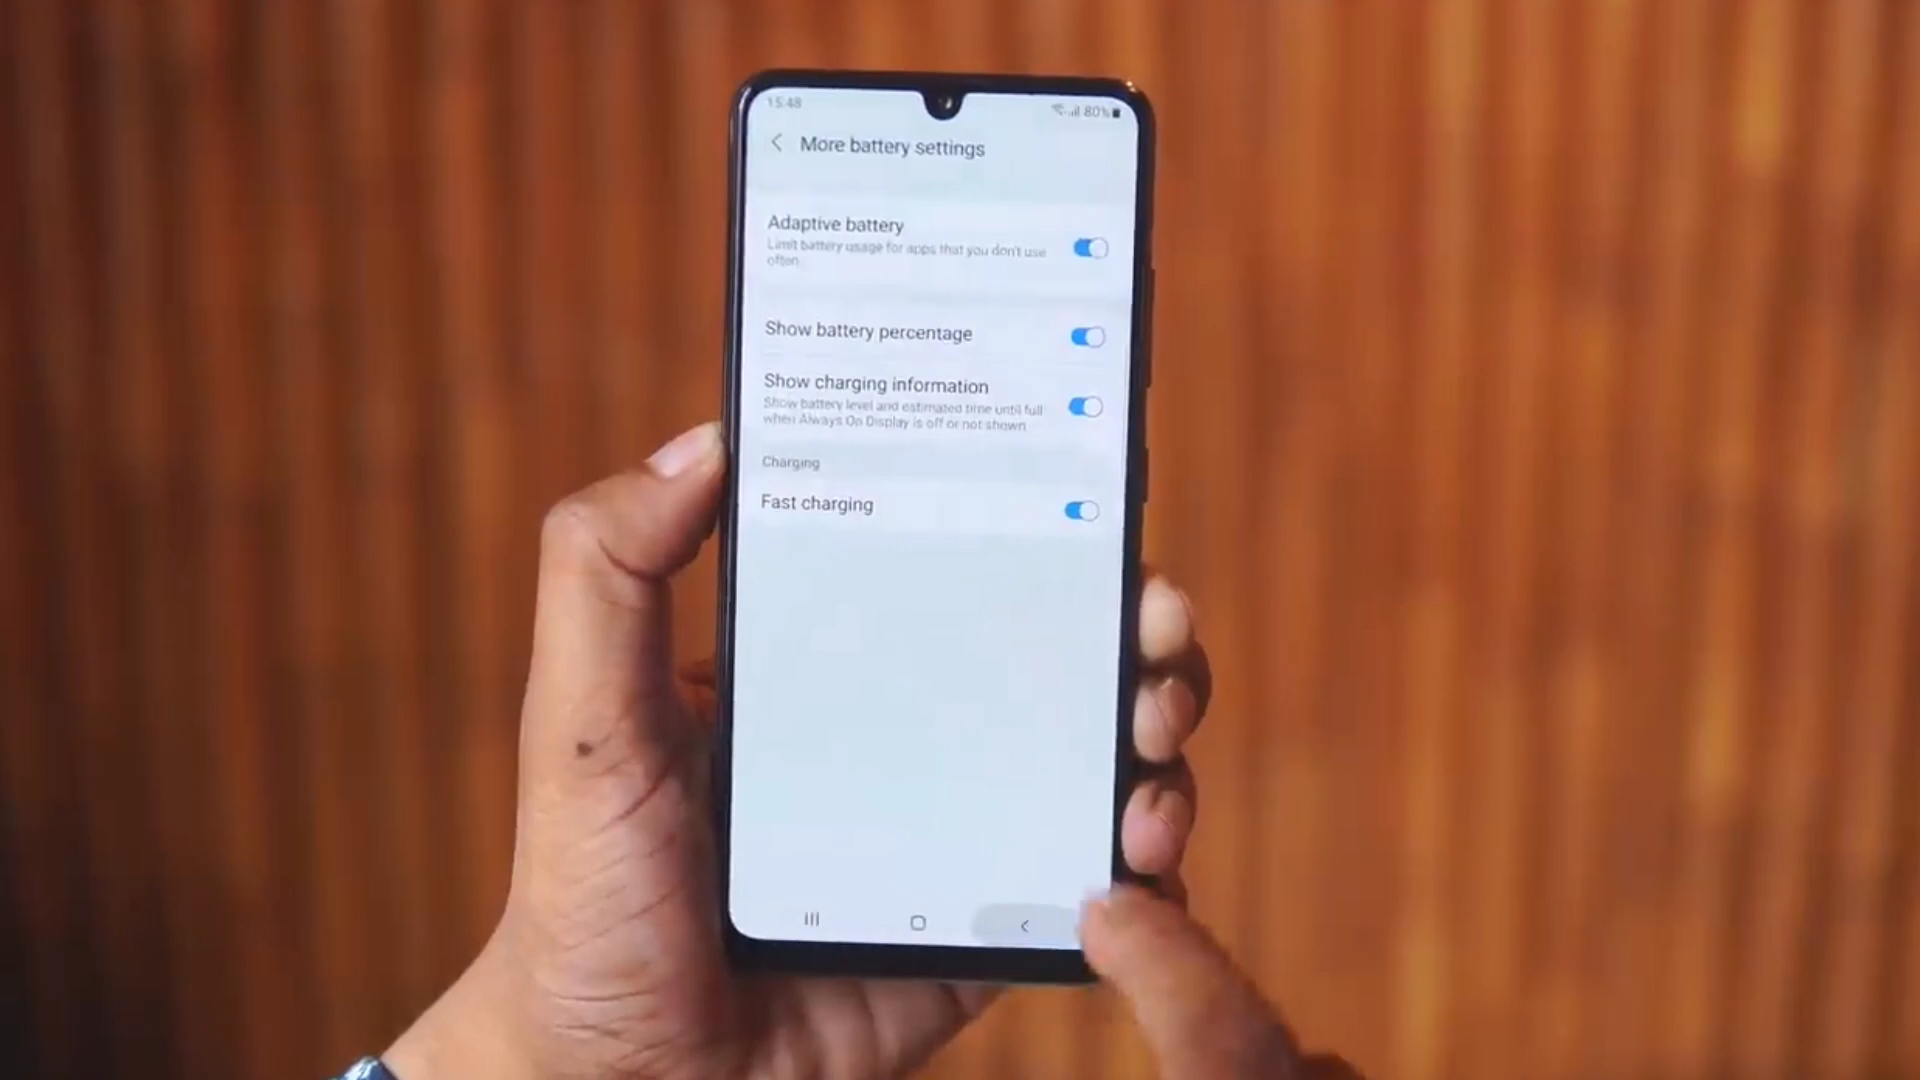 15:48
80%
More battery settings
Adaptive battery
Limit battery usage for apps that you don't use
often.
Show battery percentage
Show charging information
Show battery level and estimated time until full
when Always On Display is off or not shown.
Charging
Fast charging